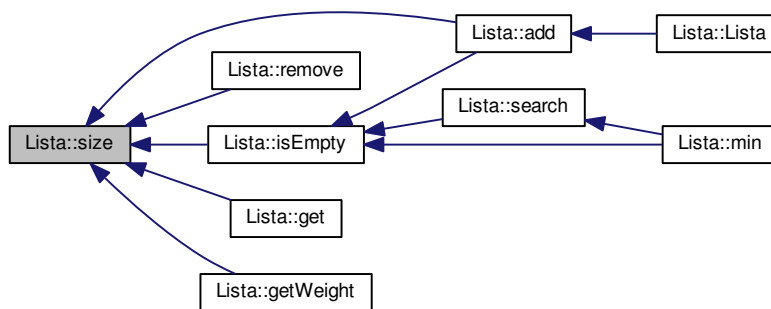 Lista::add
Lista::Lista
Lista::remove
Lista::search
Lista::size
Lista::isEmpty
Lista::min
Lista::get
Lista::getWeight